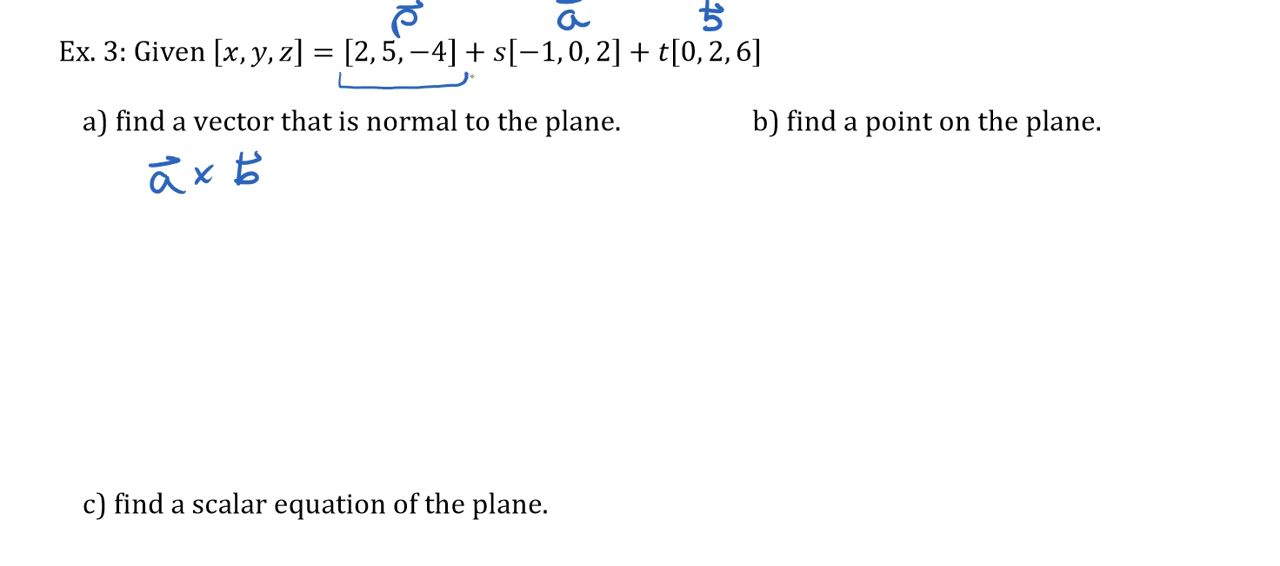 p⃗ a⃗ b⃗
Ex. 3: Given [x, y, z] = [2, 5, −4] + s[−1, 0, 2] + t[0, 2, 6]
a) find a vector that is normal to the plane. b) find a point on the plane.
a⃗ × b⃗
c) find a scalar equation of the plane.